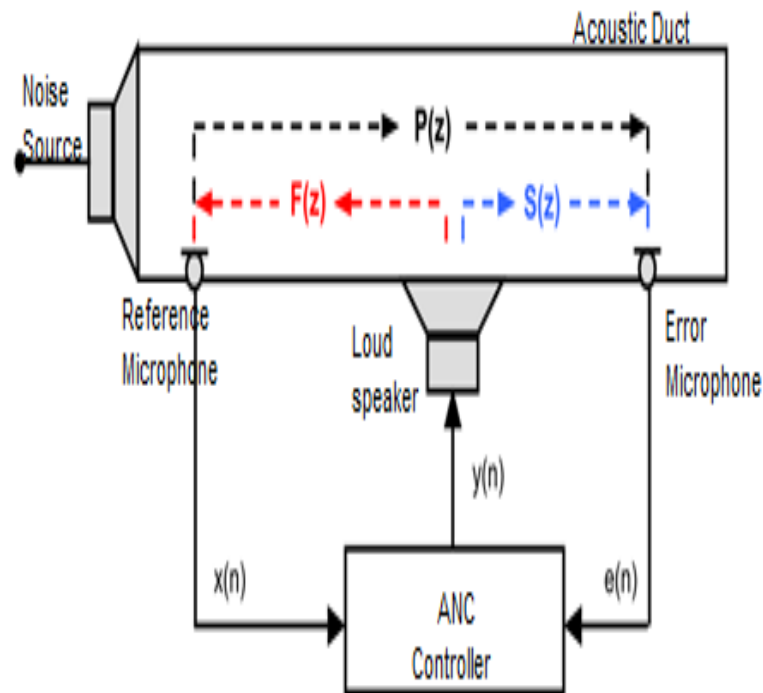 Acoustic Duct
Noise
Source
P(z)
F(z)
S(z)
Reference
Microphone
Loud
speaker
Error
Microphone
y(n)
x(n)
e(n)
ANC
Controller